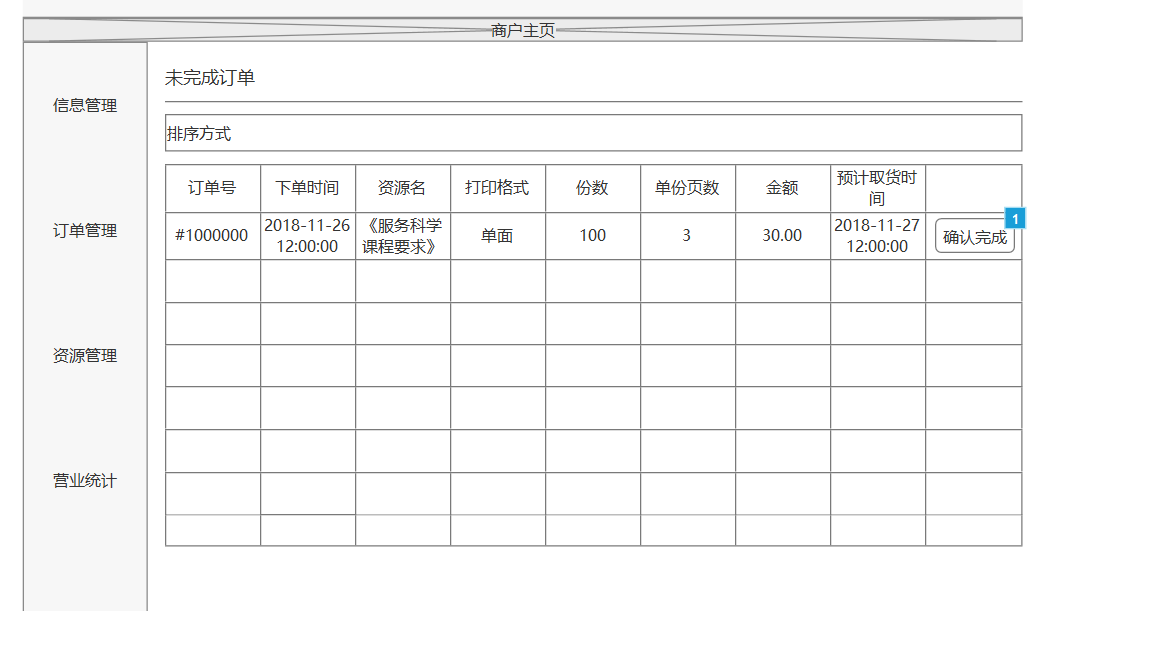 商户主页
未完成订单
信息管理
排序方式
订单号 下单时间 资源名 打印格式 份数 单份页数 金额 预计取货时
间
1
#1000000 2018-11-26 《服务科学 单面 100 3 30.00 2018-11-27 确认完成
12:00:00 课程要求》 12:00:00
订单管理
资源管理
营业统计